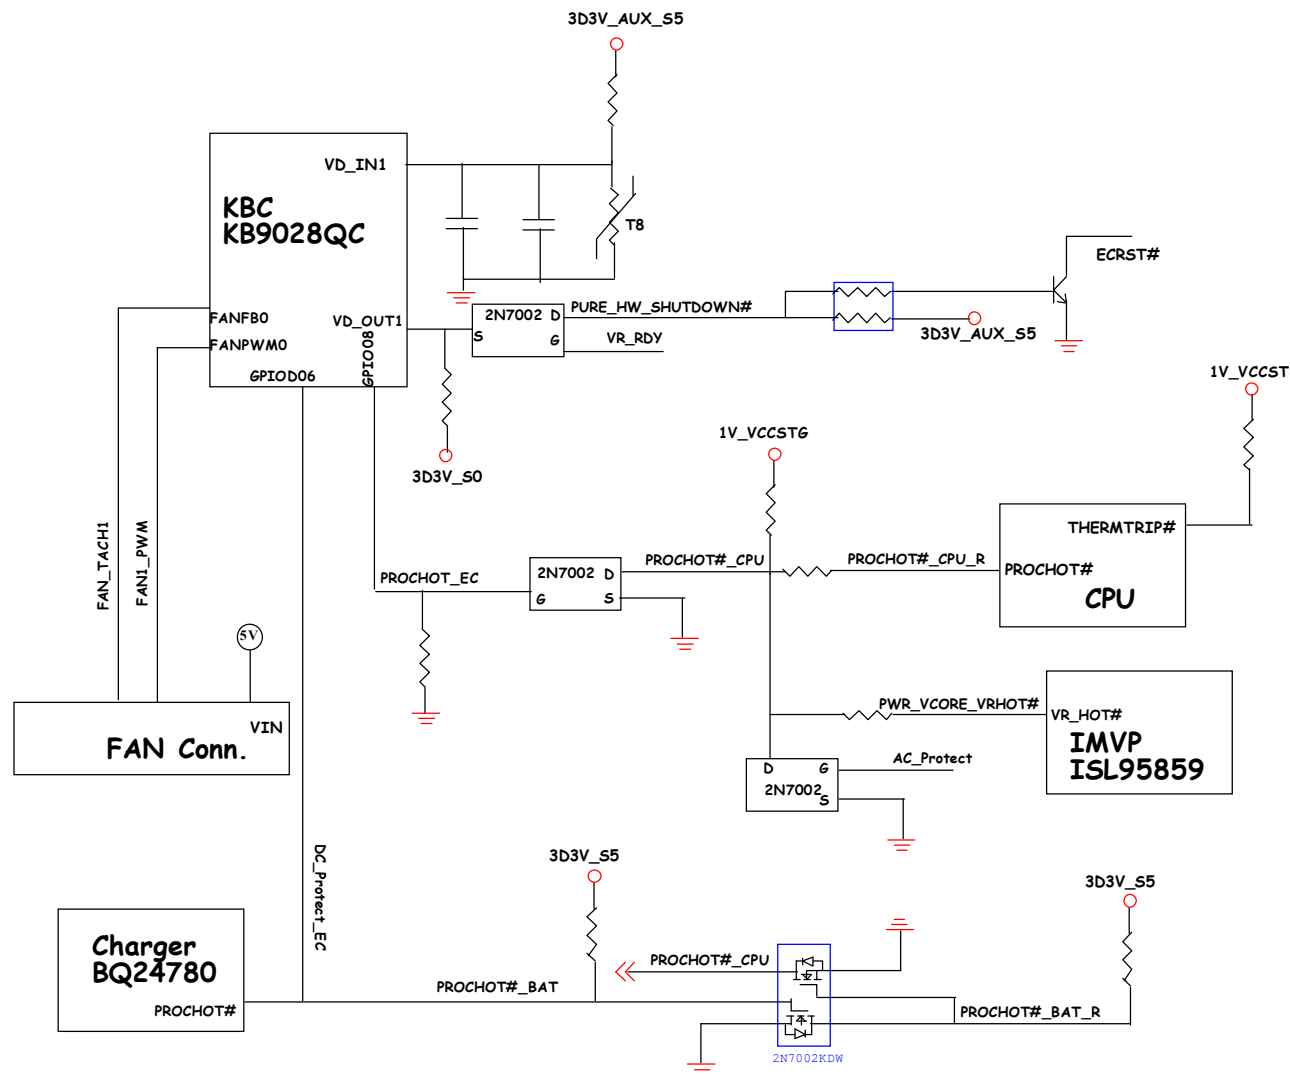 3D3V_AUX_S5
VD_IN1
KBC
KB9028QC
T8
ECRST#
FANFB0
VD_OUT1
2N7002 D
S
G
PURE_HW_SHUTDOWN#
VR_RDY
3D3V_AUX_S5
FANPWM0
GPIOD06
GPIO08
1V_VCCST
3D3V_S0
1V_VCCSTG
FAN_TACH1
FAN1_PWM
THERMTRIP#
PROCHOT_EC
2N7002 D
G
S
PROCHOT#_CPU
PROCHOT#_CPU_R
PROCHOT#
CPU
5V
VIN
FAN Conn.
PWR_VCORE_VRHOT#
VR_HOT#
IMVP
ISL95859
D
G
2N7002
S
AC_Protect
DC_Protect_EC
3D3V_S5
3D3V_S5
Charger
BQ24780
PROCHOT#
PROCHOT#_BAT
PROCHOT#_CPU
PROCHOT#_BAT_R
2N7002KDW